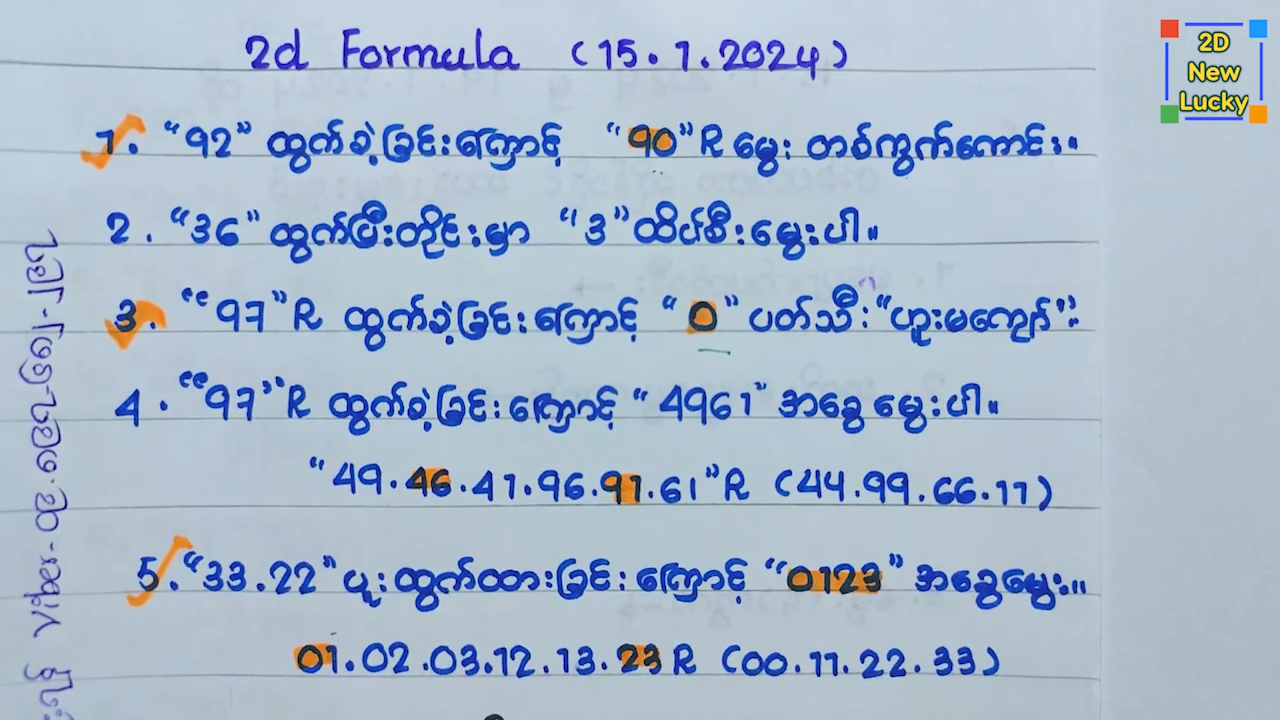 2d Formula (15.1.2024)
2D
New
Lucky
1. “92” ထွက်ခဲ့ခြင်းကြောင့် “90”R မွေး တစ်ကွက်ကောင်း။
2. “36” ထွက်ပြီးတိုင်းမှာ “3” ထိပ်စီးမွေးပါ။
3. “97”R ထွက်ခဲ့ခြင်းကြောင့် “0” ပတ်သီး “ဟူးမကျော်”း
4. “97”R ထွက်ခဲ့ခြင်းကြောင့် “4961” အခွေ မွေးပါ။
“49.46.41.96.91.61”R (44.99.66.11)
5. “33.22” ပူးထွက်ထားခြင်းကြောင့် “0123” အခွေမွေး။
01.02.03.12.13.23 R (00.11.22.33)